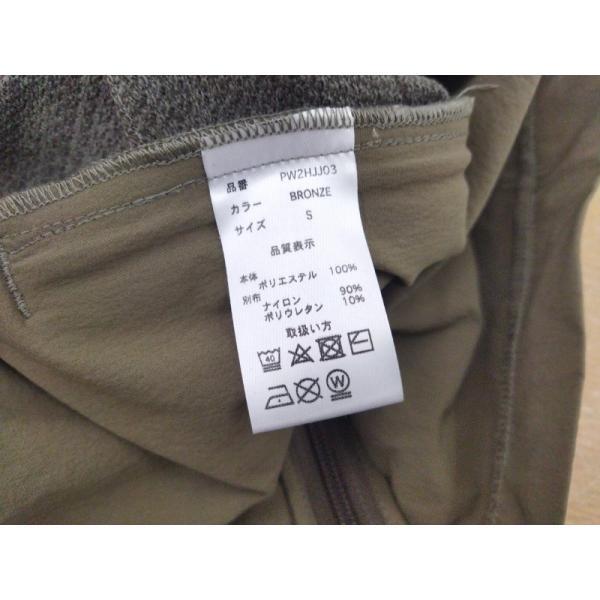 品番 PW2HJJ03
カラー BRONZE
サイズ S
品質表示
本体 ポリエステル 100%
別布 ナイロン 90%
ポリウレタン 10%
取扱い方
40
W